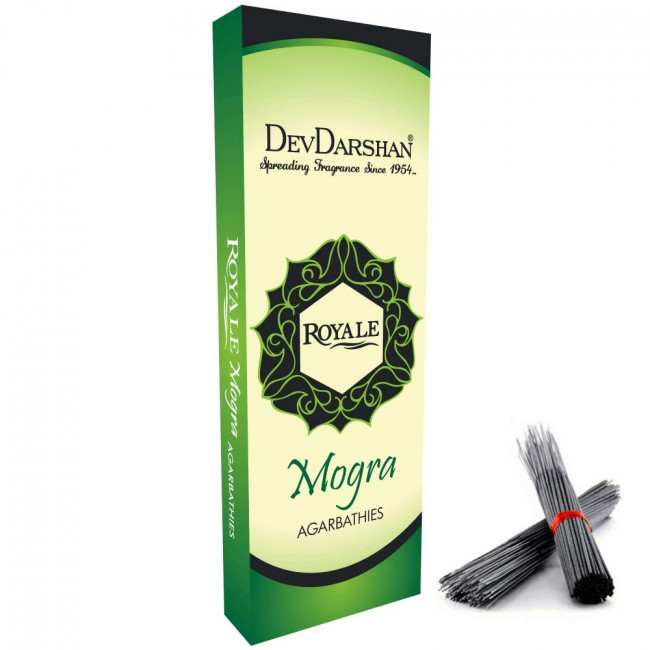 DEVDARSHAN®
Spreading Fragrance Since 1954...
ROYALE
Mogra
AGARBATHIES
ROYALE Mogra AGARBATHIES